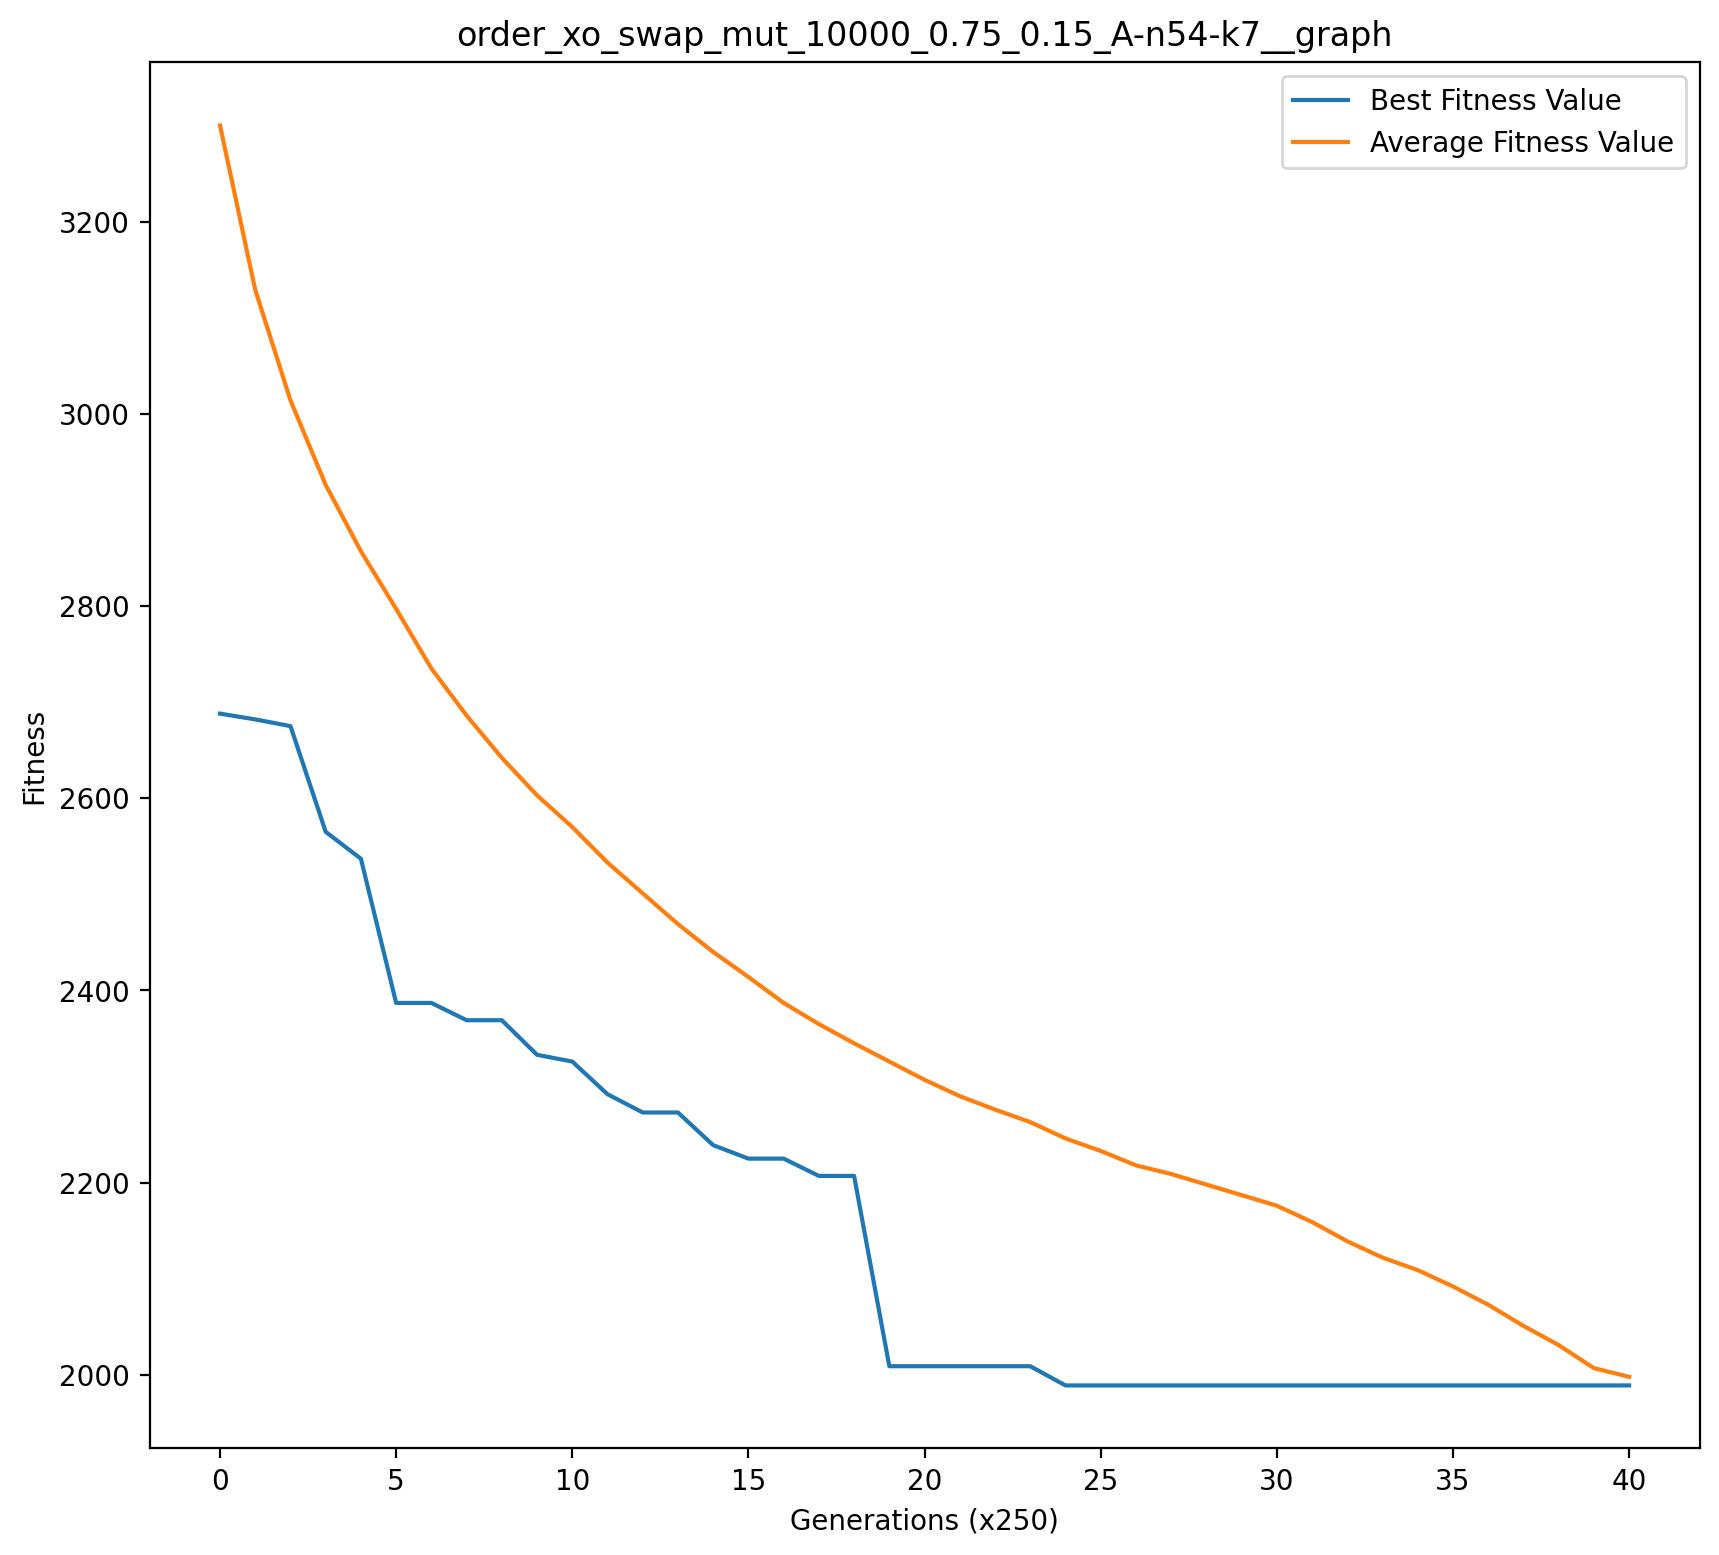 order_xo_swap_mut_10000_0.75_0.15_A-n54-k7__graph
Best Fitness Value
Average Fitness Value
Fitness
3200
3000
2800
2600
2400
2200
2000
0 5 10 15 20 25 30 35 40
Generations (x250)